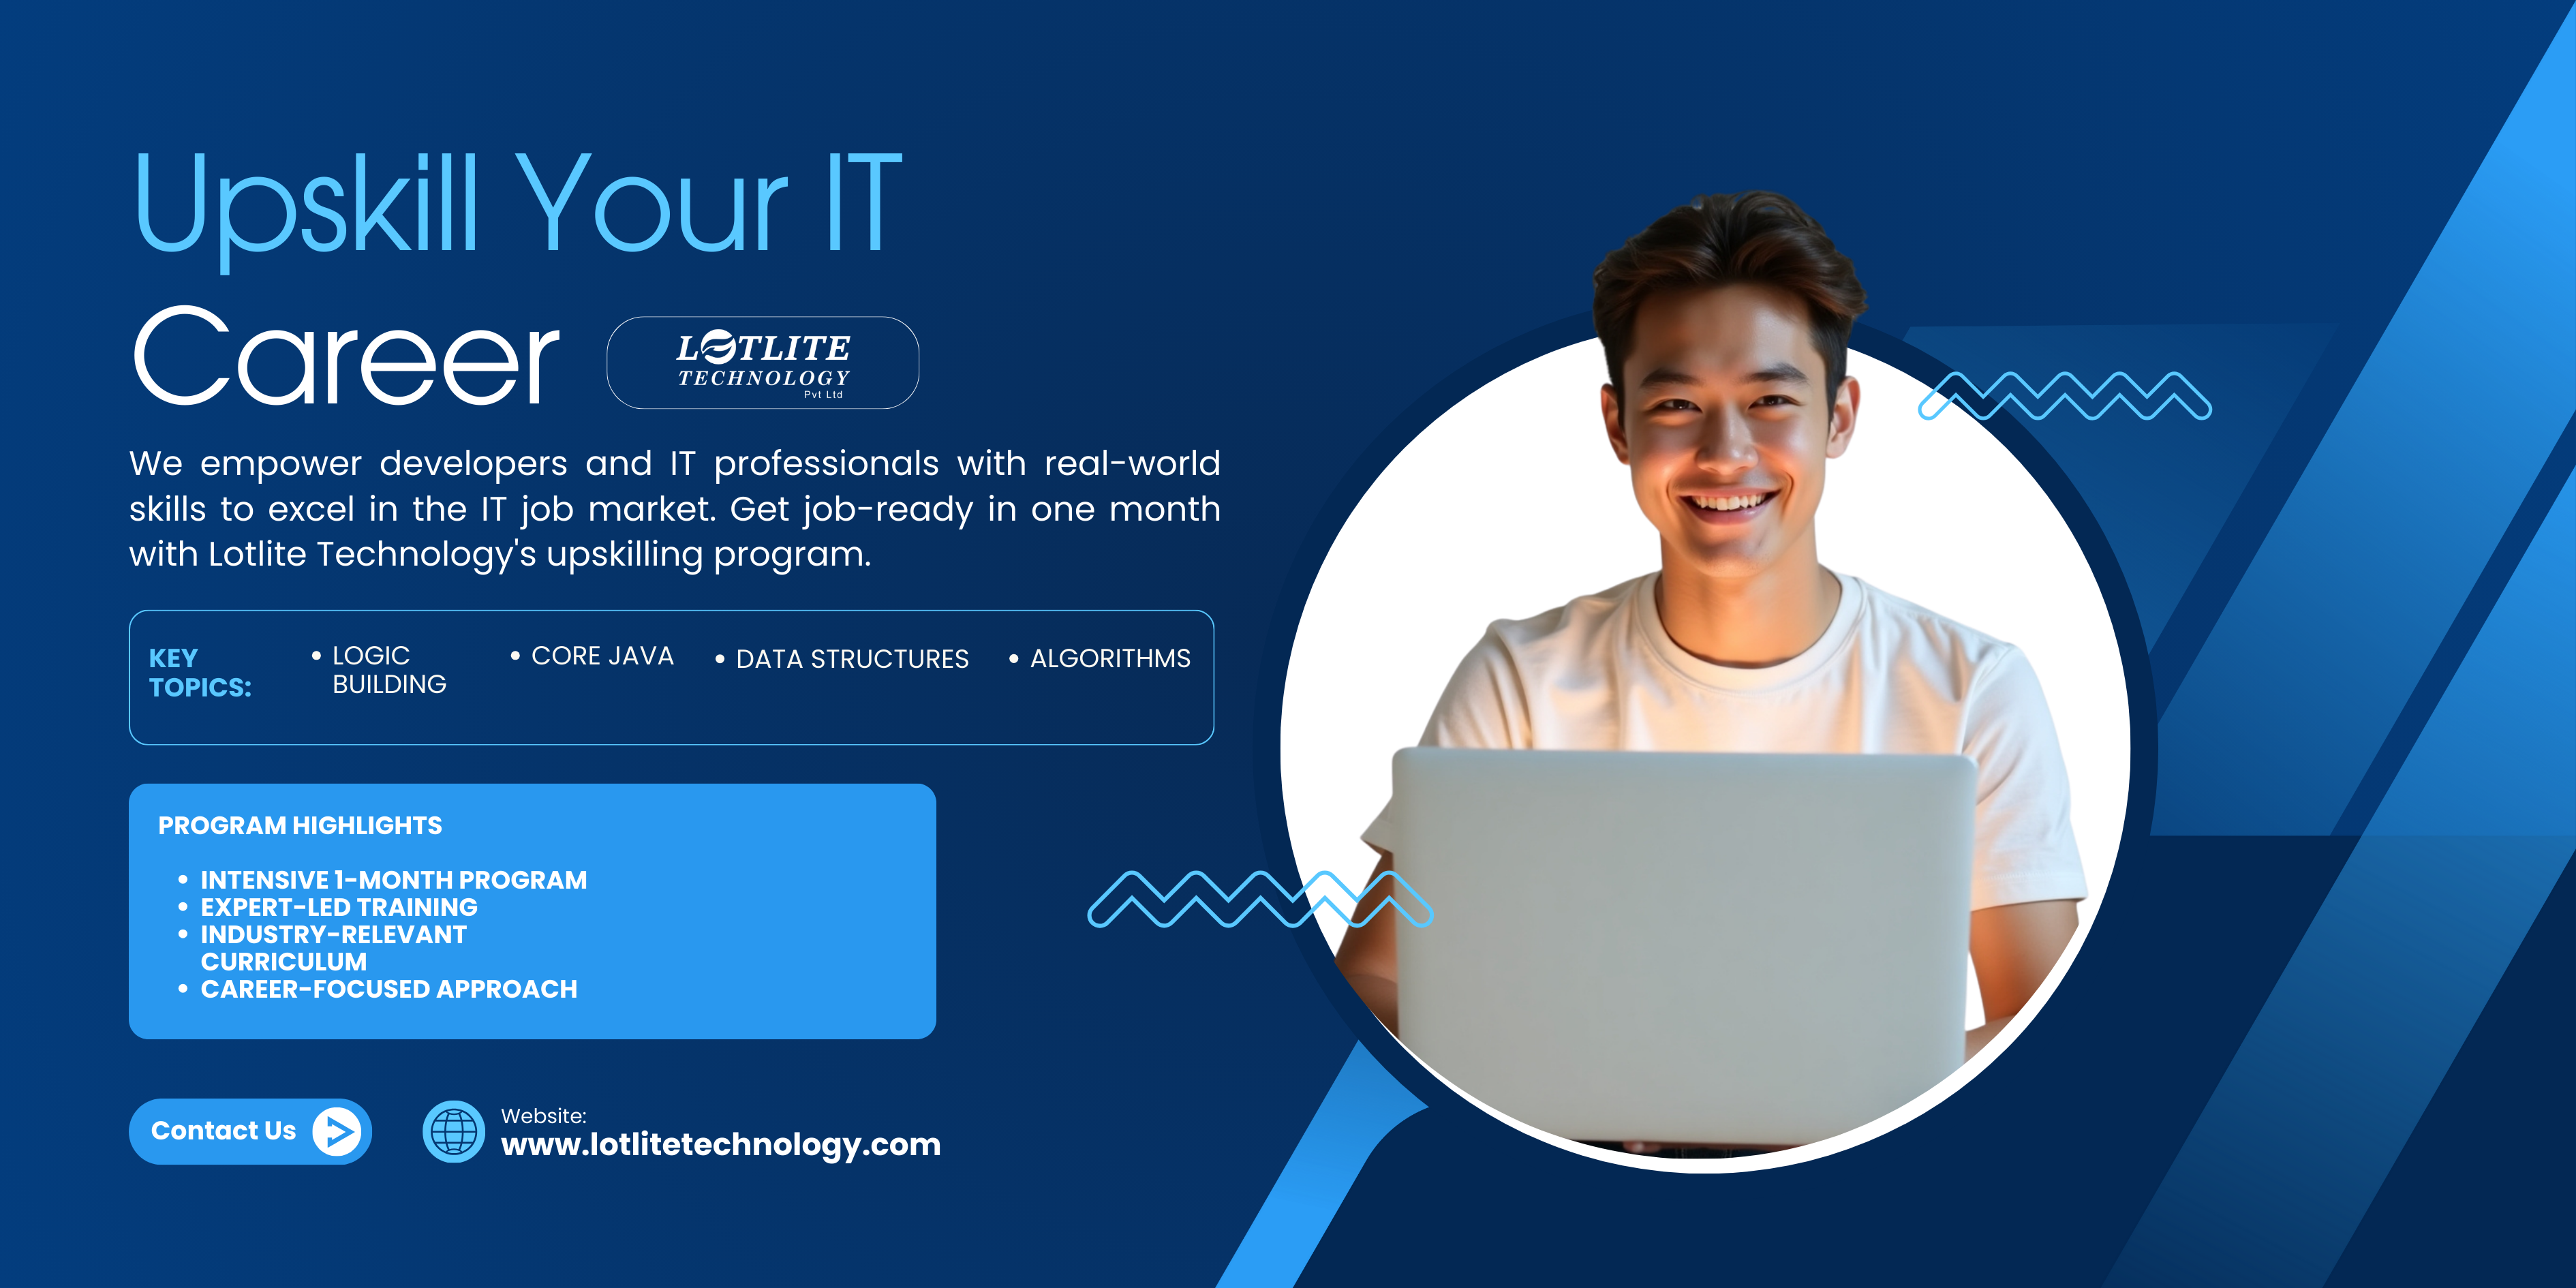 Upskill Your IT
Career
LOTLITE
TECHNOLOGY
Pvt Ltd
We empower developers and IT professionals with real-world
skills to excel in the IT job market. Get job-ready in one month
with Lotlite Technology's upskilling program.
KEY
TOPICS:
• LOGIC
BUILDING
• CORE JAVA
• DATA STRUCTURES
• ALGORITHMS
PROGRAM HIGHLIGHTS
• INTENSIVE 1-MONTH PROGRAM
• EXPERT-LED TRAINING
• INDUSTRY-RELEVANT
CURRICULUM
• CAREER-FOCUSED APPROACH
Contact Us
Website:
www.lotlitetechnology.com